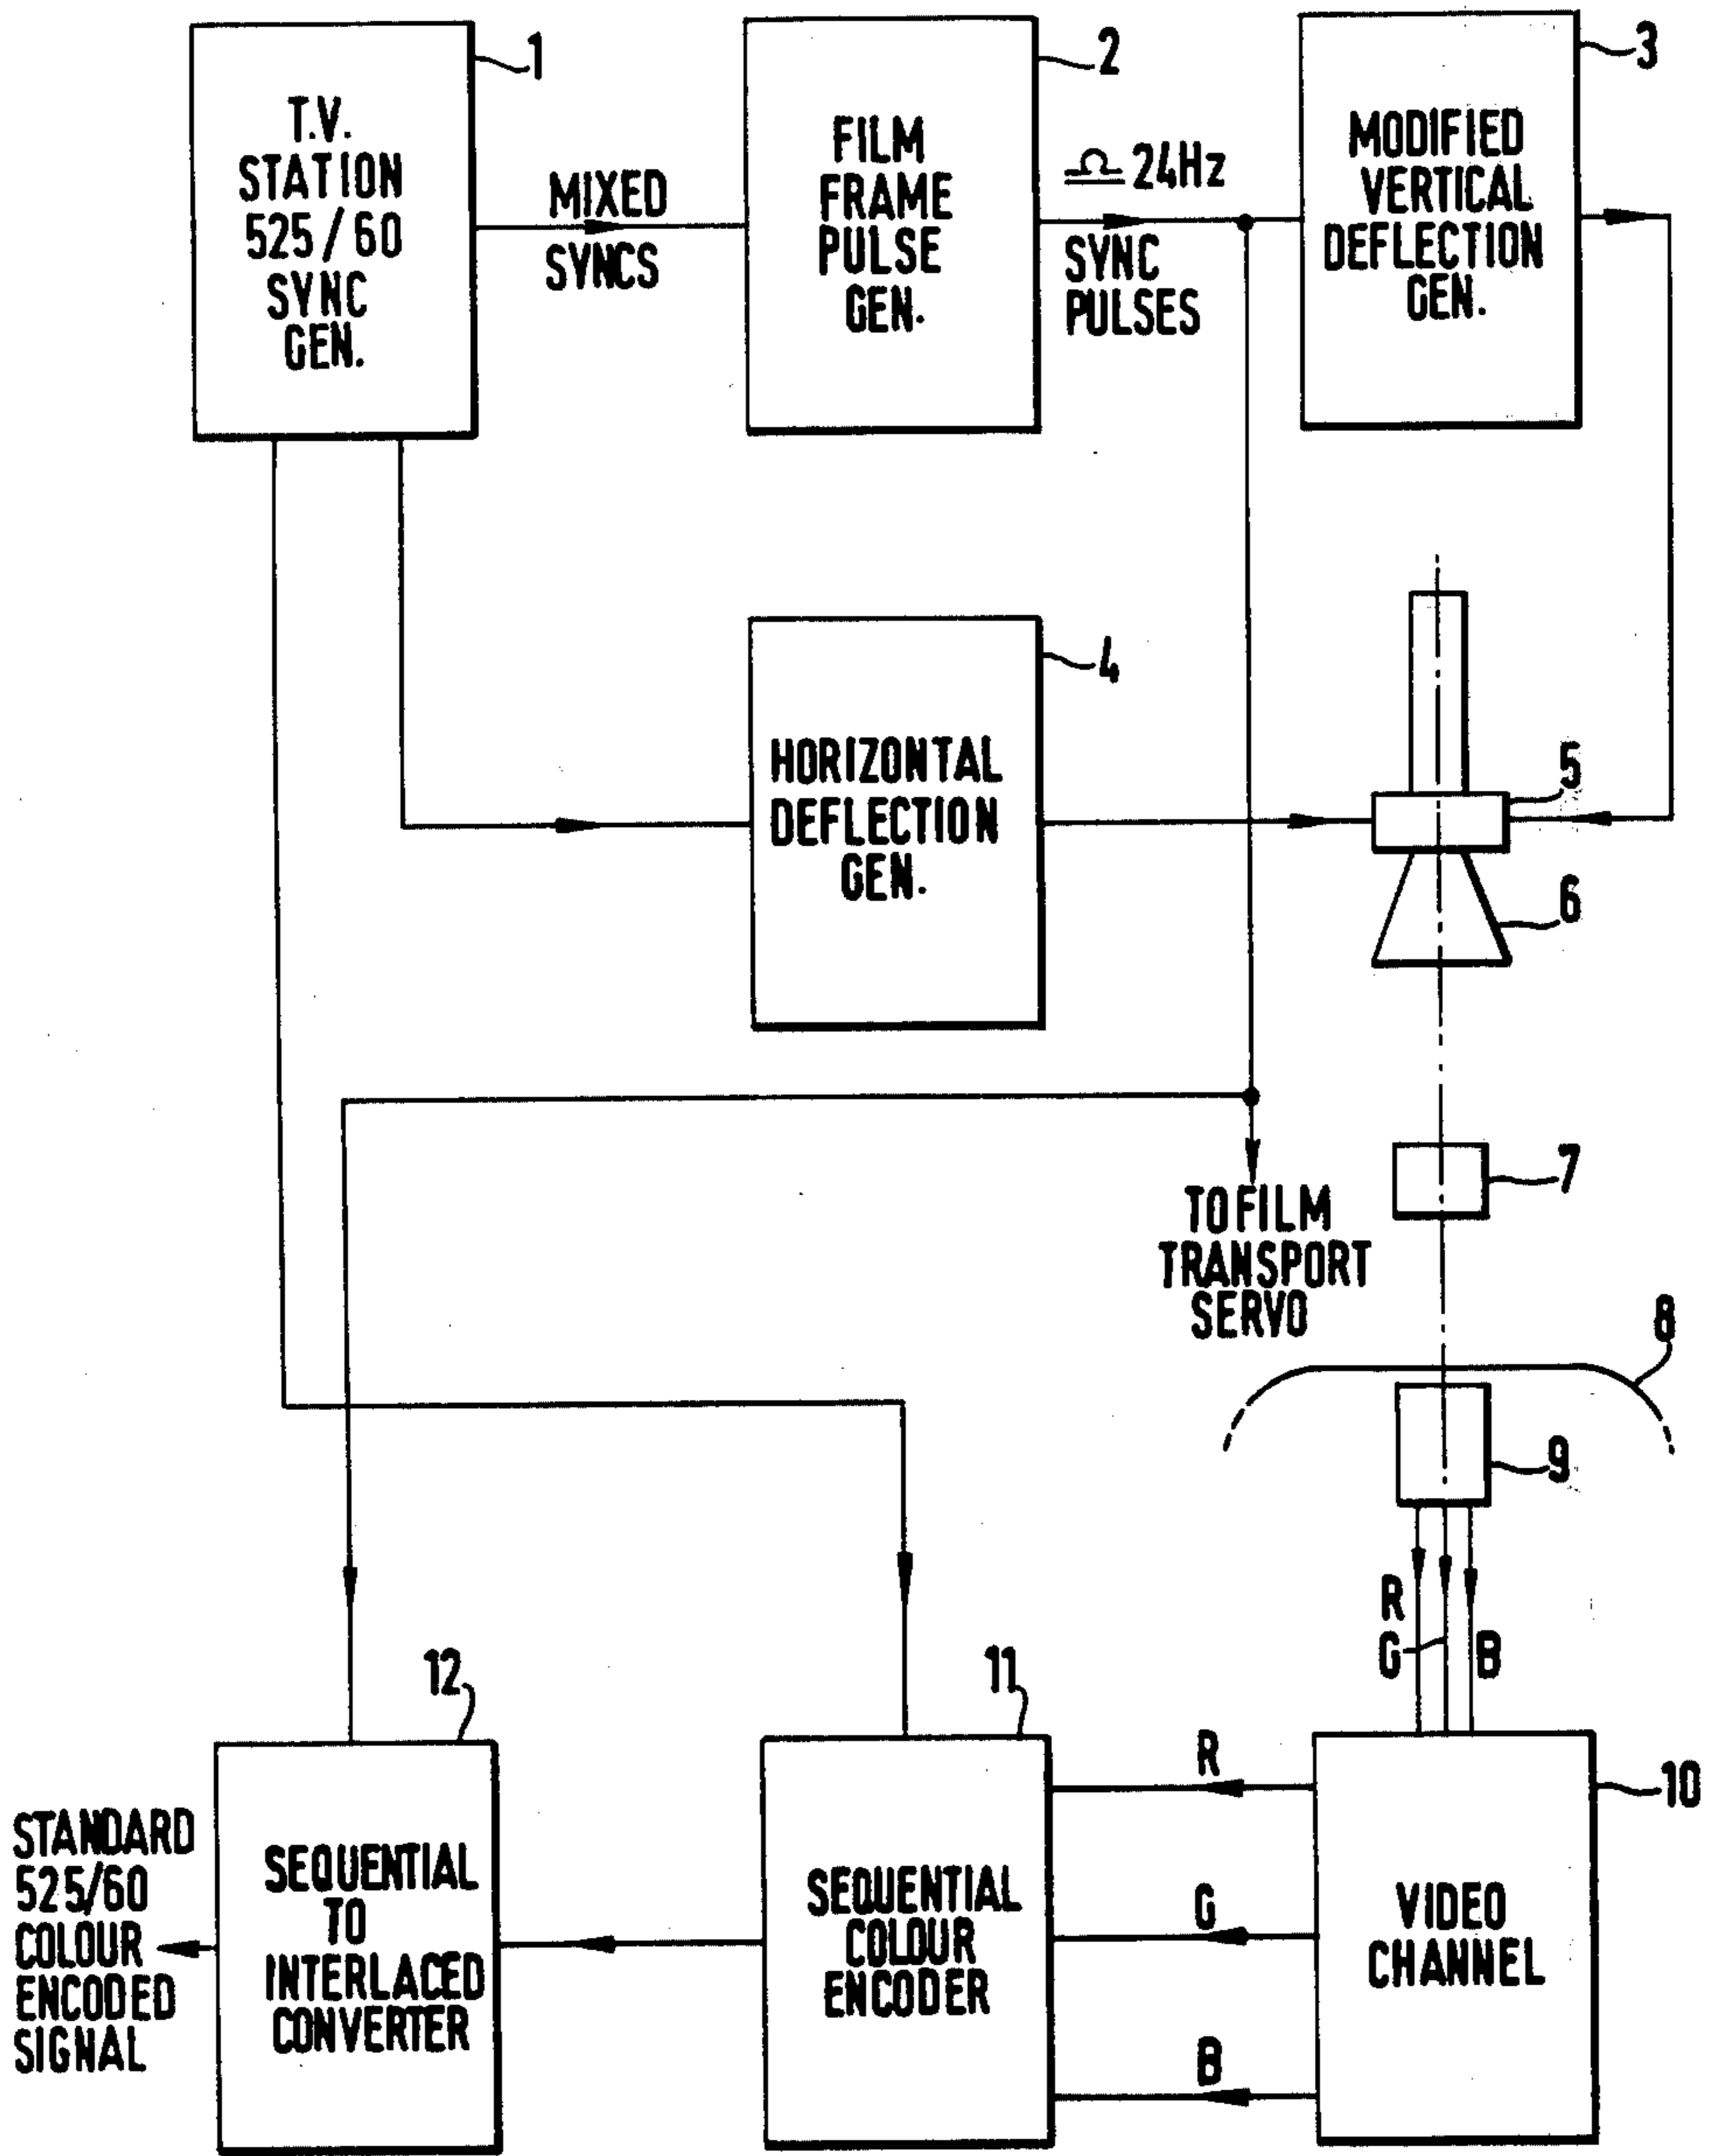 1
T.V.
STATION
525/60
SYNC
GEN.
MIXED
SYNCS
2
FILM
FRAME
PULSE
GEN.
♎ 24Hz
SYNC
PULSES
3
MODIFIED
VERTICAL
DEFLECTION
GEN.
4
HORIZONTAL
DEFLECTION
GEN.
5
6
7
TO FILM
TRANSPORT
SERVO
8
9
R
G
B
12
SEQUENTIAL
TO
INTERLACED
CONVERTER
STANDARD
525/60
COLOUR
ENCODED
SIGNAL
11
SEQUENTIAL
COLOUR
ENCODER
R
G
B
10
VIDEO
CHANNEL